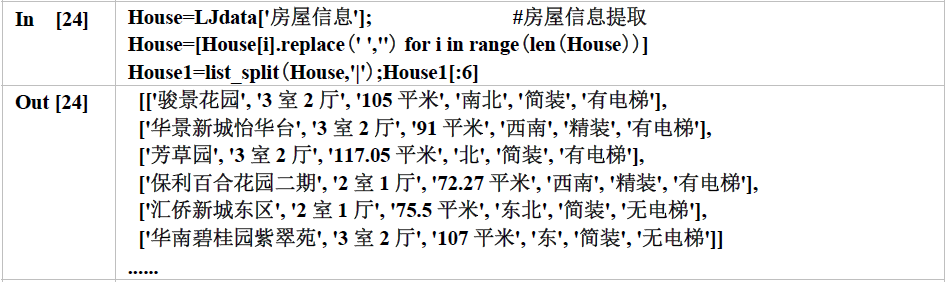 In [24] House=LJdata['房屋信息']; #房屋信息提取
House=[House[i].replace(' ','') for i in range(len(House))]
House1=list_split(House,'|');House1[:6]
Out [24] [['骏景花园', '3 室 2 厅', '105 平米', '南北', '简装', '有电梯'],
['华景新城怡华台', '3 室 2 厅', '91 平米', '西南', '精装', '有电梯'],
['芳草园', '3 室 2 厅', '117.05 平米', '北', '简装', '有电梯'],
['保利百合花园二期', '2 室 1 厅', '72.27 平米', '西南', '精装', '有电梯'],
['汇侨新城东区', '2 室 1 厅', '75.5 平米', '东北', '简装', '无电梯'],
['华南碧桂园紫翠苑', '3 室 2 厅', '107 平米', '东', '简装', '无电梯']]
......